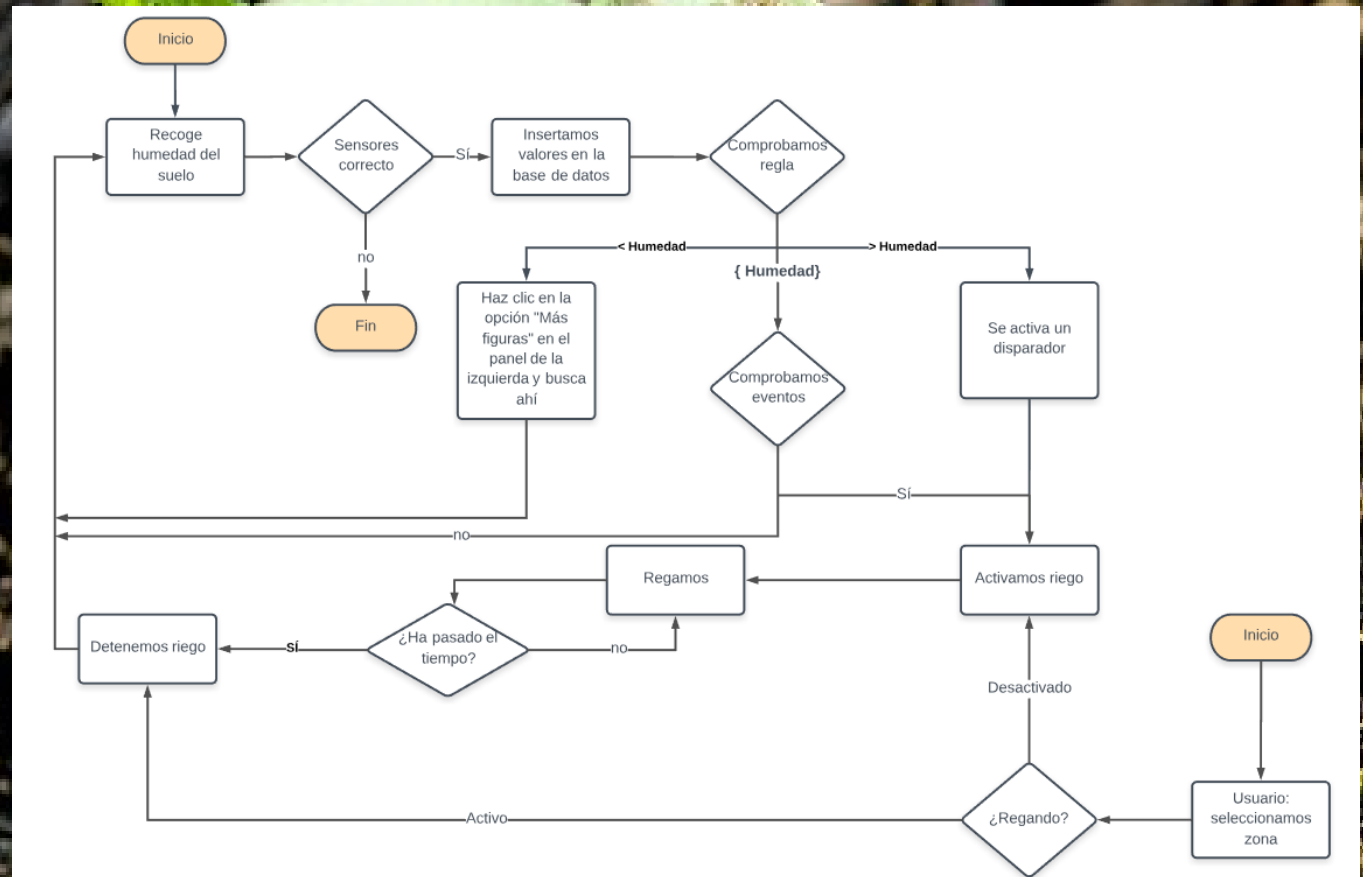 Inicio
Recoge
humedad del
suelo
Sensores
correcto
Sí
Insertamos
valores en la
base de datos
Comprobamos
regla
no
Fin
< Humedad
> Humedad
{ Humedad}
Haz clic en la
opción "Más
figuras" en el
panel de la
izquierda y busca
ahí
Comprobamos
eventos
Se activa un
disparador
Sí
no
Regamos
Activamos riego
Detenemos riego
SÍ
¿Ha pasado el
tiempo?
no
Inicio
Desactivado
Activo
¿Regando?
Usuario:
seleccionamos
zona